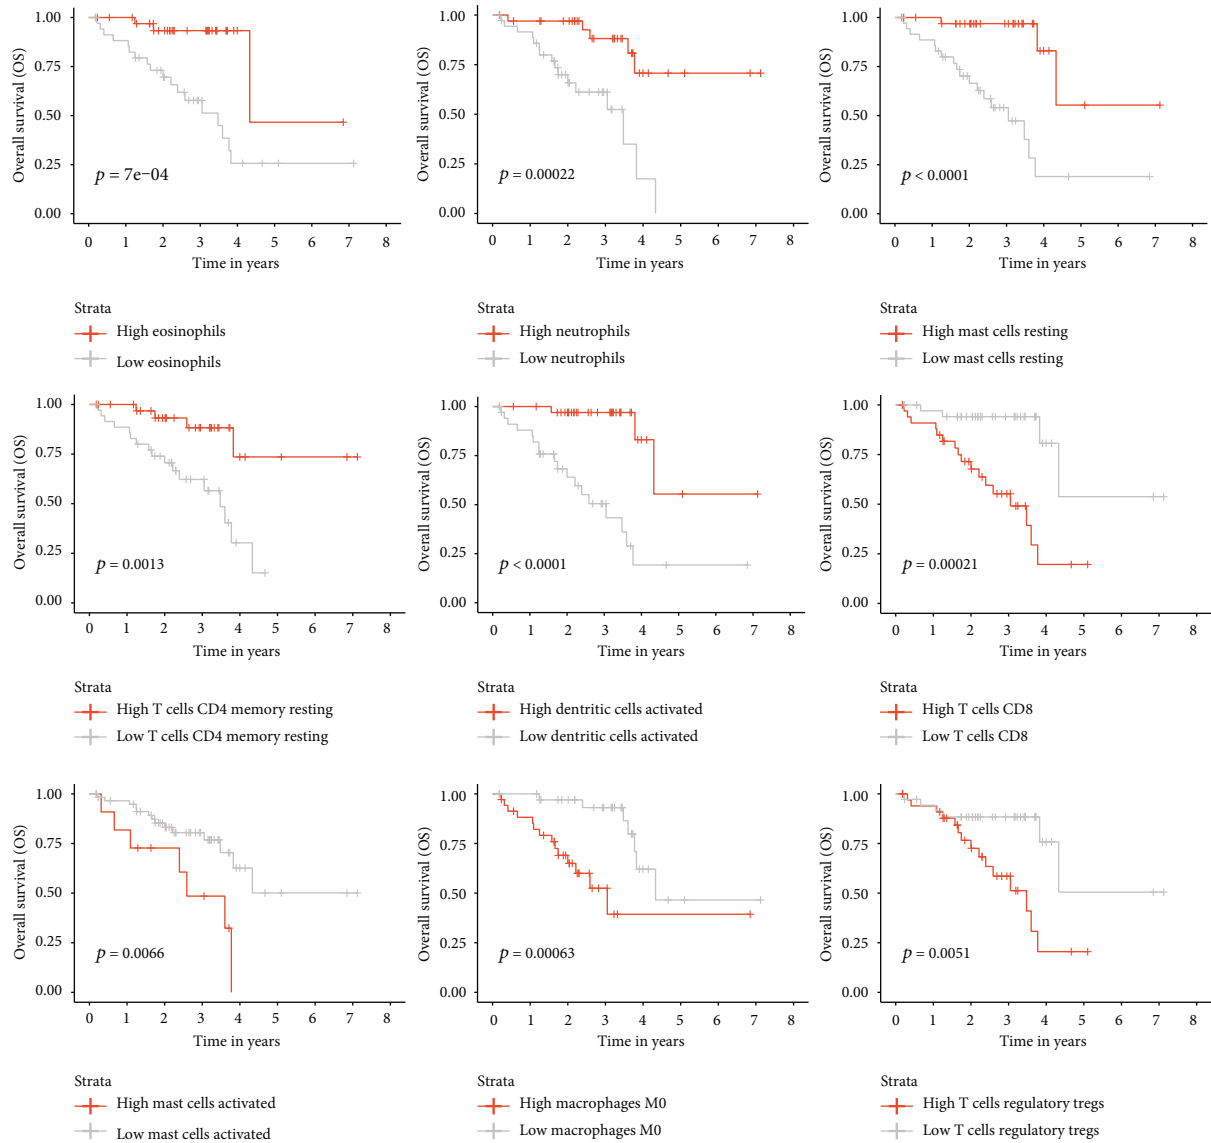 Overall survival (OS)
1.00
0.75
0.50
0.25
0.00
p = 7e−04
0 1 2 3 4 5 6 7 8
Time in years
Strata
High eosinophils
Low eosinophils
Overall survival (OS)
1.00
0.75
0.50
0.25
0.00
p = 0.00022
0 1 2 3 4 5 6 7 8
Time in years
Strata
High neutrophils
Low neutrophils
Overall survival (OS)
1.00
0.75
0.50
0.25
0.00
p < 0.0001
0 1 2 3 4 5 6 7 8
Time in years
Strata
High mast cells resting
Low mast cells resting
Overall survival (OS)
1.00
0.75
0.50
0.25
0.00
p = 0.0013
0 1 2 3 4 5 6 7 8
Time in years
Strata
High T cells CD4 memory resting
Low T cells CD4 memory resting
Overall survival (OS)
1.00
0.75
0.50
0.25
0.00
p < 0.0001
0 1 2 3 4 5 6 7 8
Time in years
Strata
High dentritic cells activated
Low dentritic cells activated
Overall survival (OS)
1.00
0.75
0.50
0.25
0.00
p = 0.00021
0 1 2 3 4 5 6 7 8
Time in years
Strata
High T cells CD8
Low T cells CD8
Overall survival (OS)
1.00
0.75
0.50
0.25
0.00
p = 0.0066
0 1 2 3 4 5 6 7 8
Time in years
Strata
High mast cells activated
Low mast cells activated
Overall survival (OS)
1.00
0.75
0.50
0.25
0.00
p = 0.00063
0 1 2 3 4 5 6 7 8
Time in years
Strata
High macrophages M0
Low macrophages M0
Overall survival (OS)
1.00
0.75
0.50
0.25
0.00
p = 0.0051
0 1 2 3 4 5 6 7 8
Time in years
Strata
High T cells regulatory tregs
Low T cells regulatory tregs